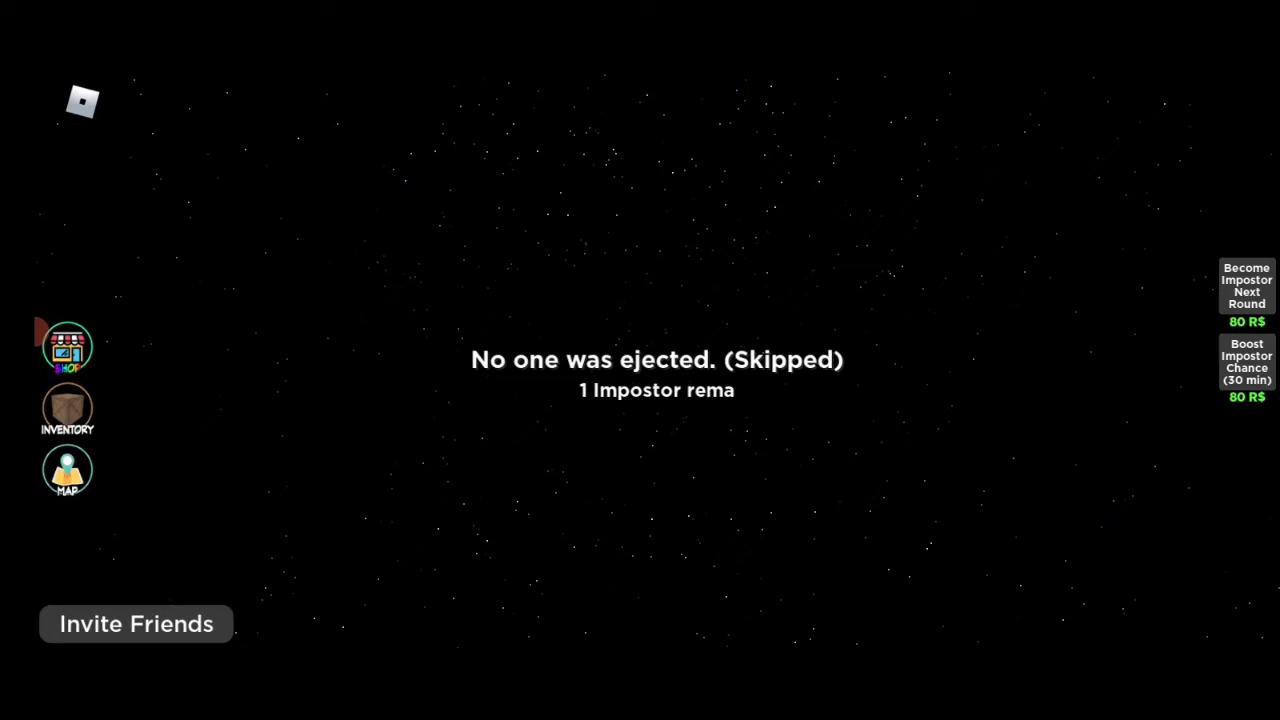 No one was ejected. (Skipped)
1 Impostor rema
SHOP
INVENTORY
MAP
Invite Friends
Become
Impostor
Next
Round
80 R$
Boost
Impostor
Chance
(30 min)
80 R$